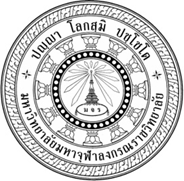 ปญฺญา โลกสฺมิ ปชฺโชโต
มจร
มหาวิทยาลัยมหาจุฬาลงกรณราชวิทยาลัย